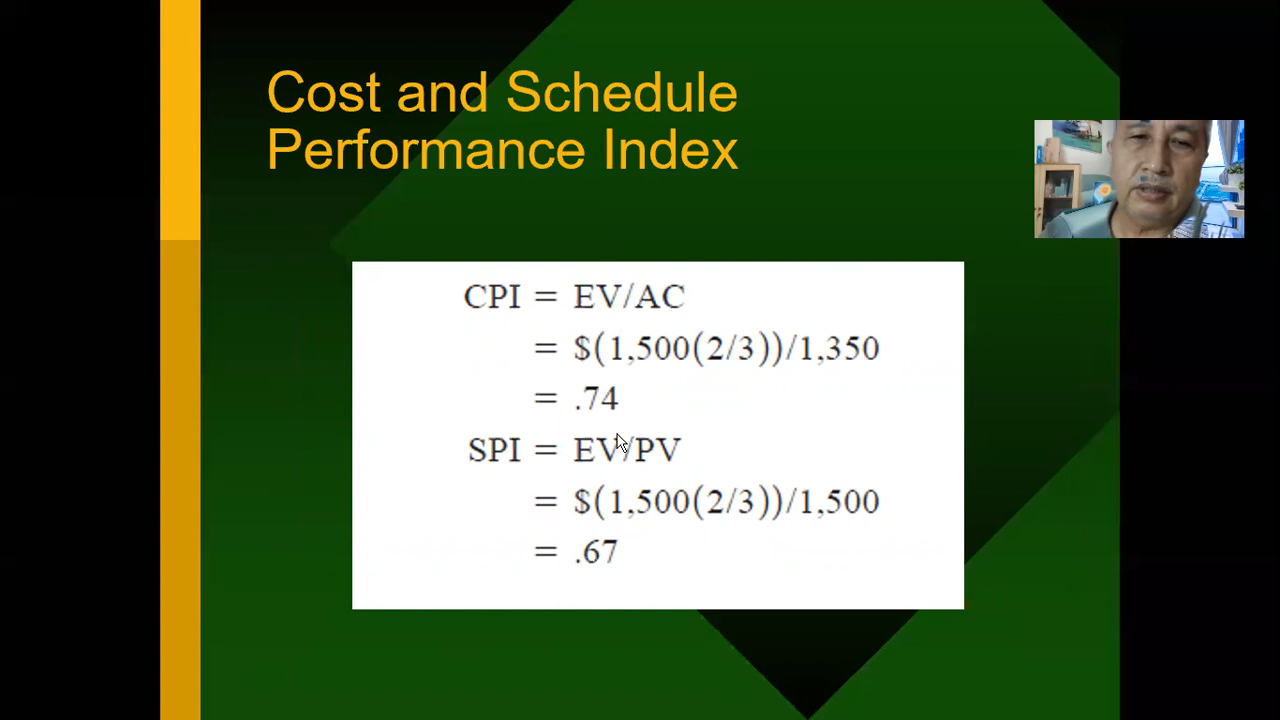 Cost and Schedule
Performance Index
CPI = EV/AC
= $(1,500(2/3))/1,350
= .74
SPI = EV/PV
= $(1,500(2/3))/1,500
= .67